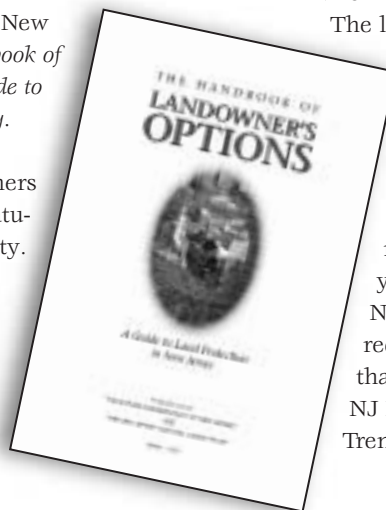 New
book of
de to
y.
ners
atu-
ty.
THE HANDBOOK OF
LANDOWNER'S
OPTIONS
A Guide to Land Protection
in New Jersey
The l
y
N
rec
tha
NJ
Tren